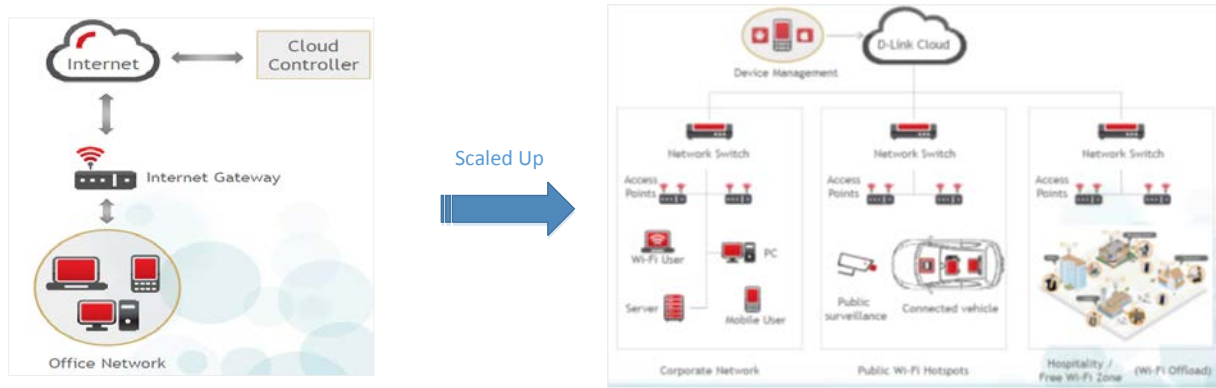 Internet
Cloud
Controller
Internet Gateway
Office Network
Scaled Up
D-Link Cloud
Device Management
Network Switch
Access
Points
Wi-Fi User
PC
Server
Mobile User
Corporate Network
Network Switch
Access
Points
Public
surveillance
Connected vehicle
Public Wi-Fi Hotspots
Network Switch
Access
Points
Hospitality /
Free Wi-Fi Zone
(Wi-Fi Offload)